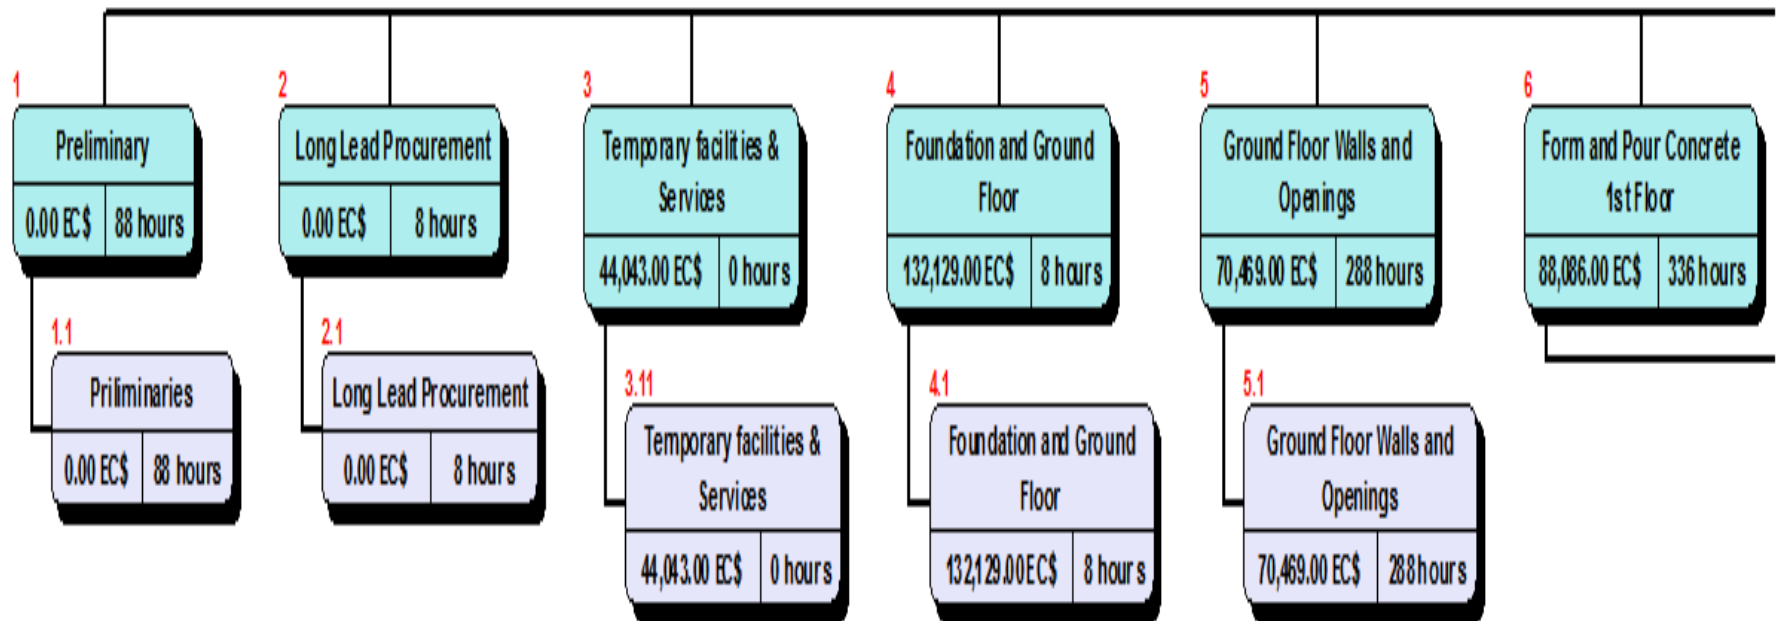 1
Preliminary
0.00 EC$ 88 hours
2
Long Lead Procurement
0.00 EC$ 8 hours
3
Temporary facilities &
Services
44,043.00 EC$ 0 hours
4
Foundation and Ground
Floor
132,129.00 EC$ 8 hours
5
Ground Floor Walls and
Openings
70,469.00 EC$ 288 hours
6
Form and Pour Concrete
1st Floor
88,086.00 EC$ 336 hours
1.1
Priliminaries
0.00 EC$ 88 hours
2.1
Long Lead Procurement
0.00 EC$ 8 hours
3.11
Temporary facilities &
Services
44,043.00 EC$ 0 hours
4.1
Foundation and Ground
Floor
132,129.00 EC$ 8 hours
5.1
Ground Floor Walls and
Openings
70,469.00 EC$ 288 hours